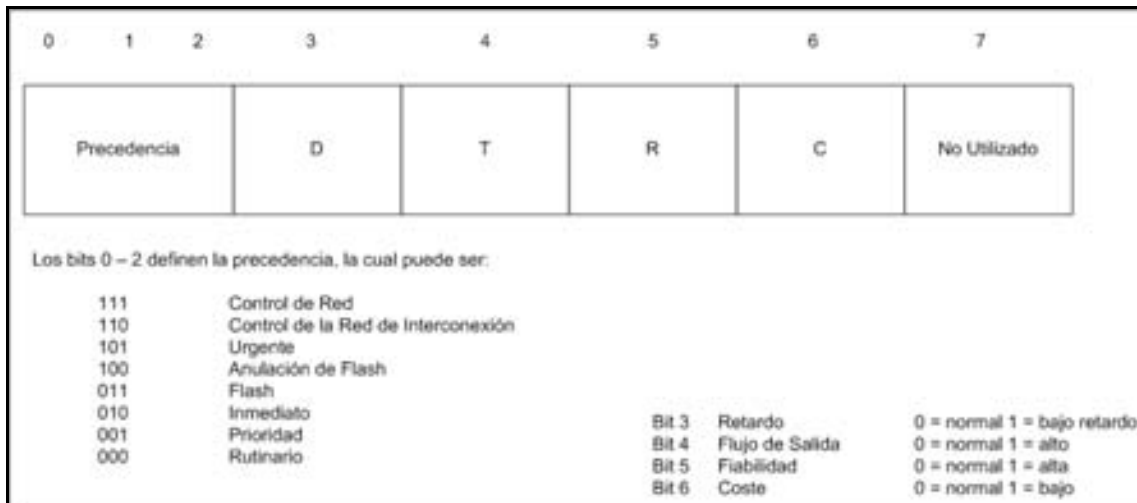 0 1 2 3 4 5 6 7
Precedencia D T R C No Utilizado
Los bits 0 – 2 definen la precedencia, la cual puede ser:
111 Control de Red
110 Control de la Red de Interconexión
101 Urgente
100 Anulación de Flash
011 Flash
010 Inmediato
001 Prioridad
000 Rutinario
Bit 3 Retardo 0 = normal 1 = bajo retardo
Bit 4 Flujo de Salida 0 = normal 1 = alto
Bit 5 Fiabilidad 0 = normal 1 = alta
Bit 6 Coste 0 = normal 1 = bajo